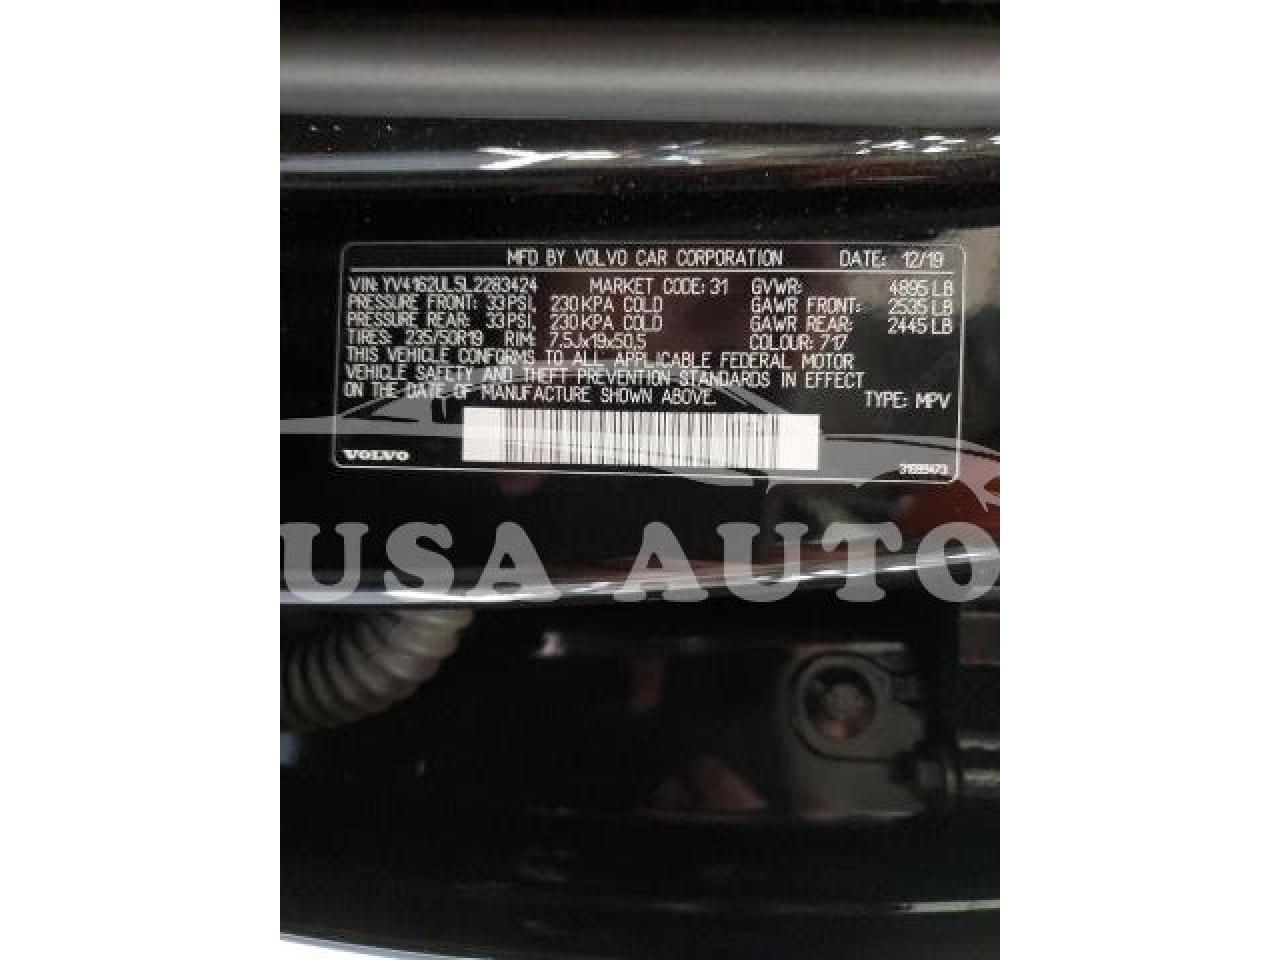 MFD BY VOLVO CAR CORPORATION DATE: 12/19
VIN: YV4162UL5L2283424 MARKET CODE: 31 GVWR: 4895 LB
PRESSURE FRONT: 33 PSI, 230 KPA COLD GAWR FRONT: 2535 LB
PRESSURE REAR: 33 PSI, 230 KPA COLD GAWR REAR: 2445 LB
TIRES: 235/50R19 RIM: 7.5Jx19x50,5 COLOUR: 717
THIS VEHICLE CONFORMS TO ALL APPLICABLE FEDERAL MOTOR
VEHICLE SAFETY AND THEFT PREVENTION STANDARDS IN EFFECT
ON THE DATE OF MANUFACTURE SHOWN ABOVE. TYPE: MPV
VOLVO
USA AUTO